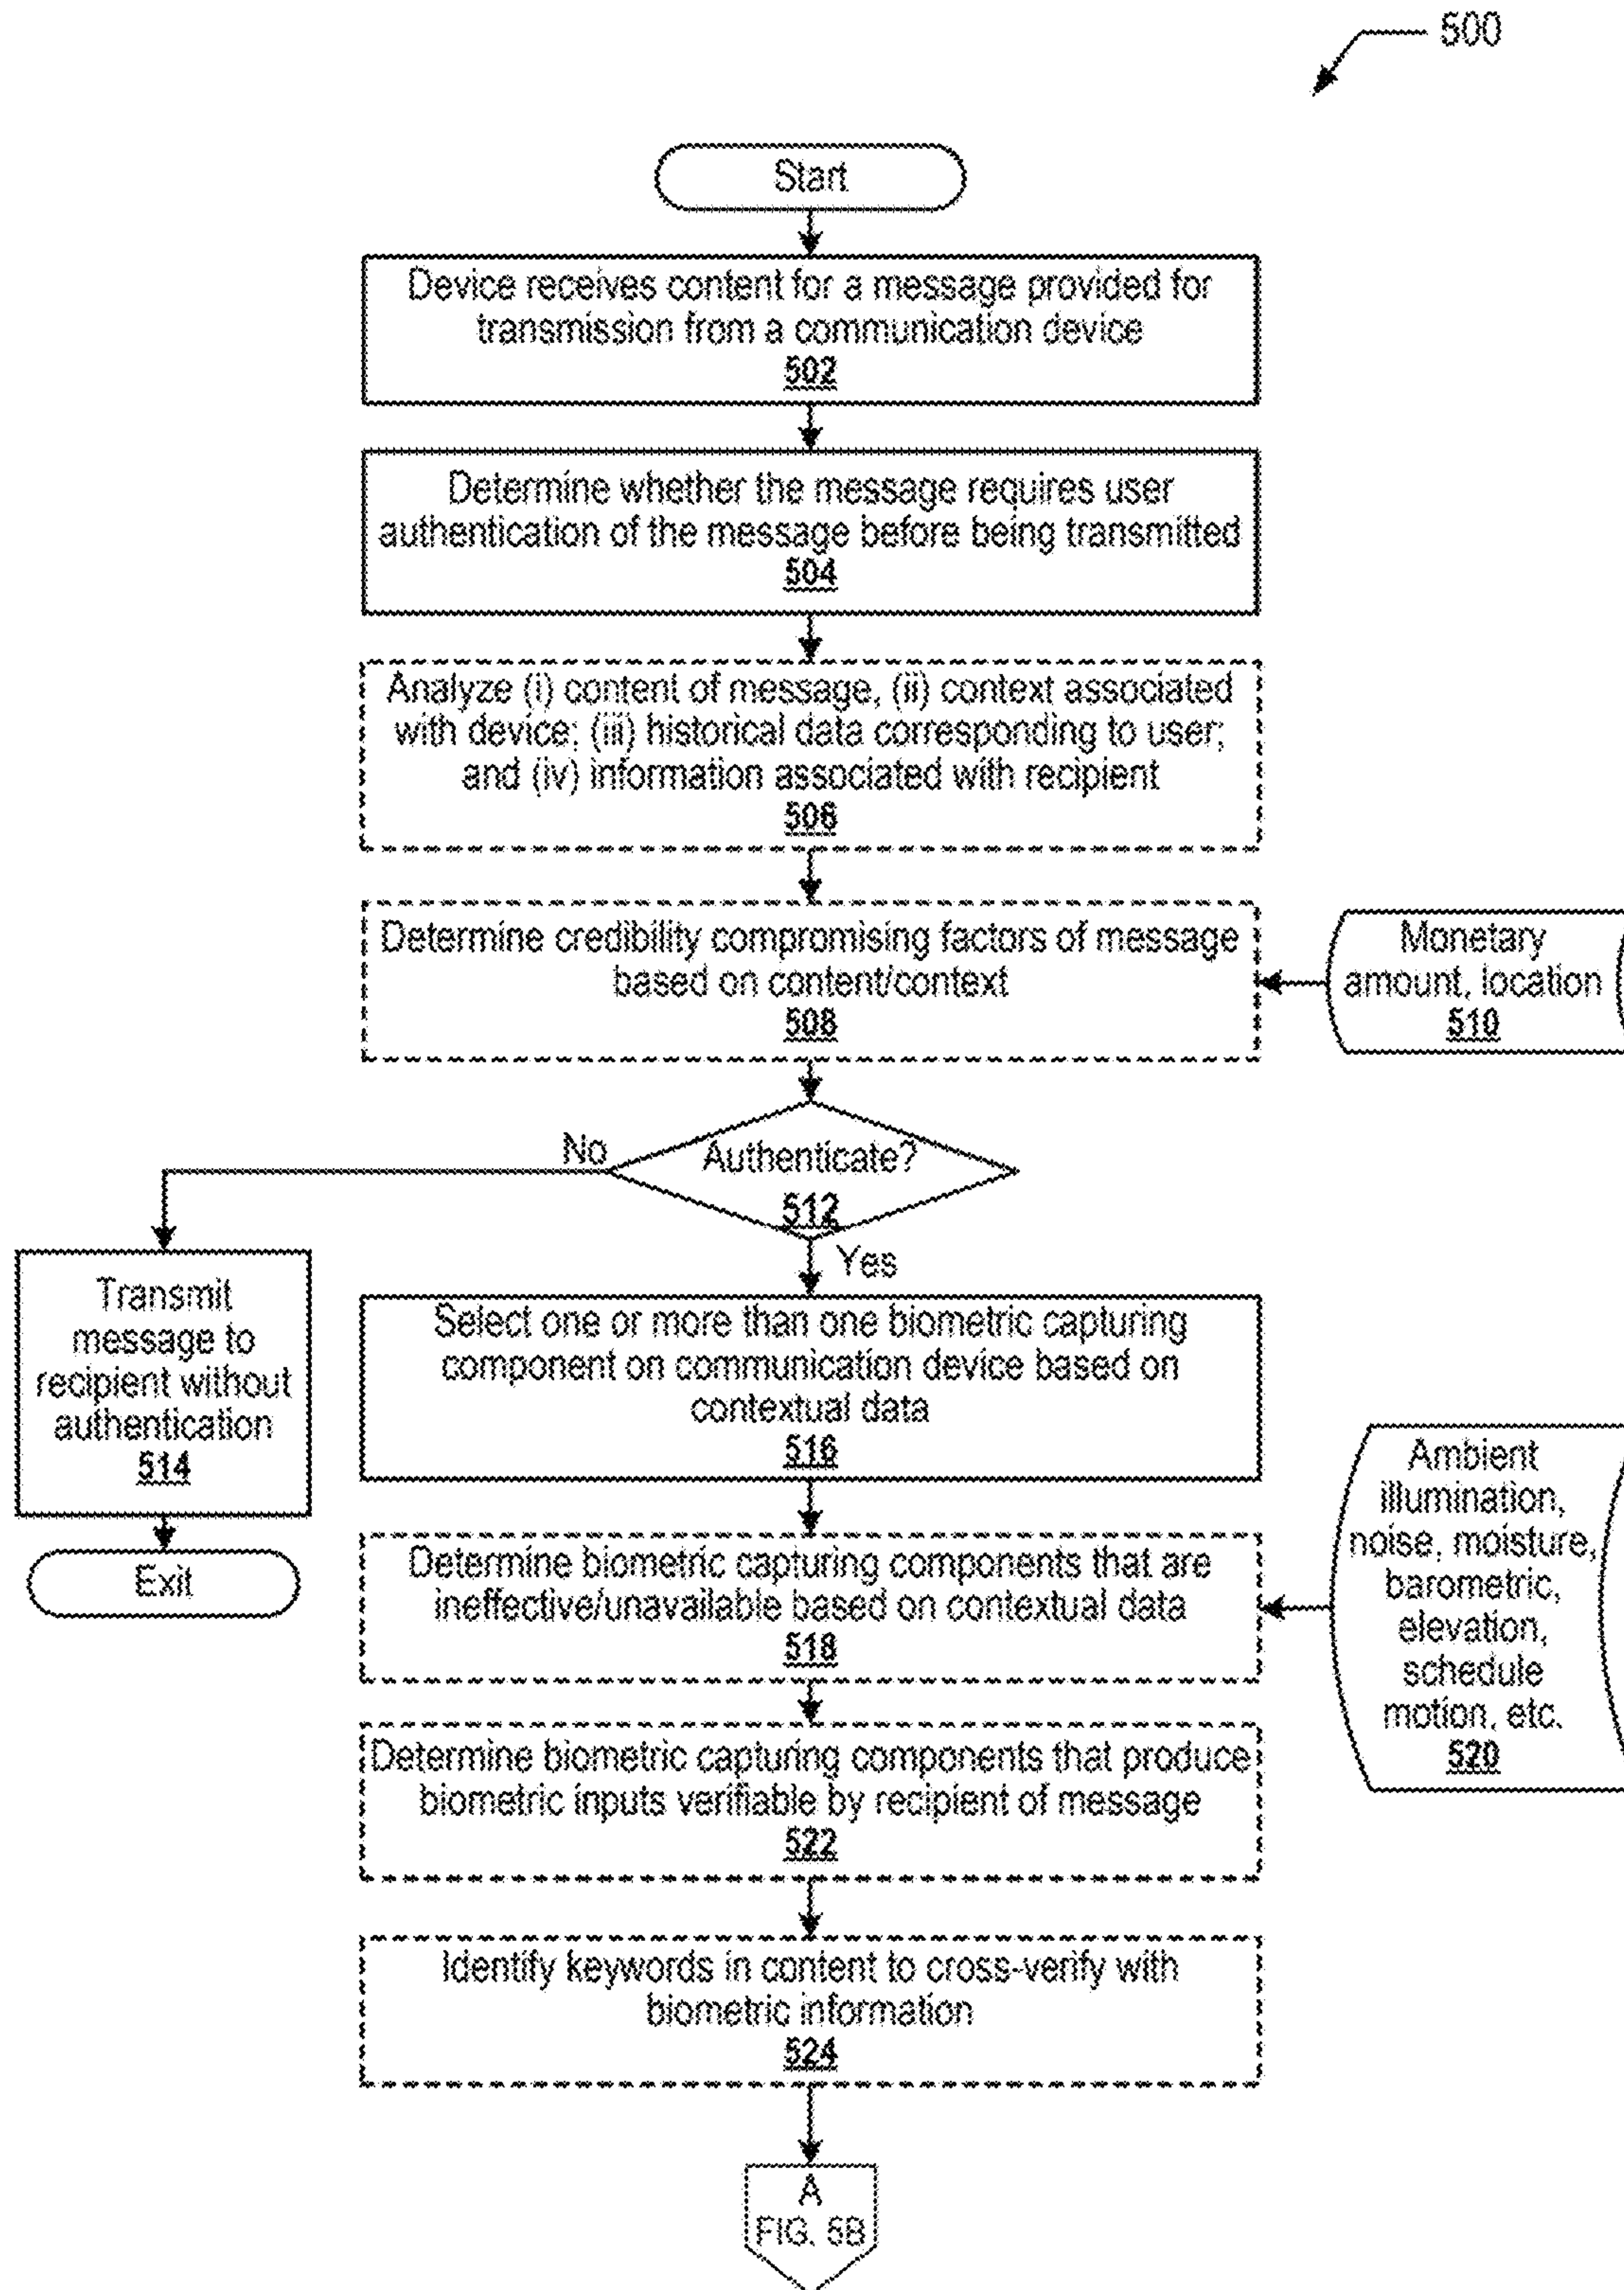 500
Start
Device receives content for a message provided for
transmission from a communication device
502
Determine whether the message requires user
authentication of the message before being transmitted
504
Analyze (i) content of message, (ii) context associated
with device; (iii) historical data corresponding to user;
and (iv) information associated with recipient
506
Determine credibility compromising factors of message
based on content/context
508
Monetary
amount, location
510
No
Authenticate?
512
Yes
Transmit
message to
recipient without
authentication
514
Exit
Select one or more than one biometric capturing
component on communication device based on
contextual data
516
Determine biometric capturing components that are
ineffective/unavailable based on contextual data
518
Ambient
illumination,
noise, moisture,
barometric,
elevation,
schedule
motion, etc.
520
Determine biometric capturing components that produce
biometric inputs verifiable by recipient of message
522
Identify keywords in content to cross-verify with
biometric information
524
A
FIG. 5B